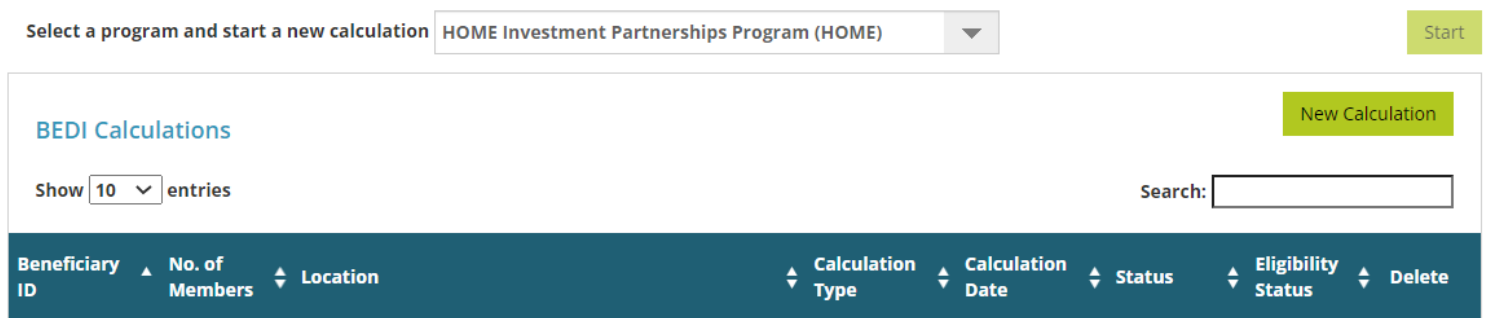 Select a program and start a new calculation HOME Investment Partnerships Program (HOME) Start
New Calculation
BEDI Calculations
Show 10 entries Search:
Beneficiary ID No. of Members Location Calculation Type Calculation Date Status Eligibility Status Delete